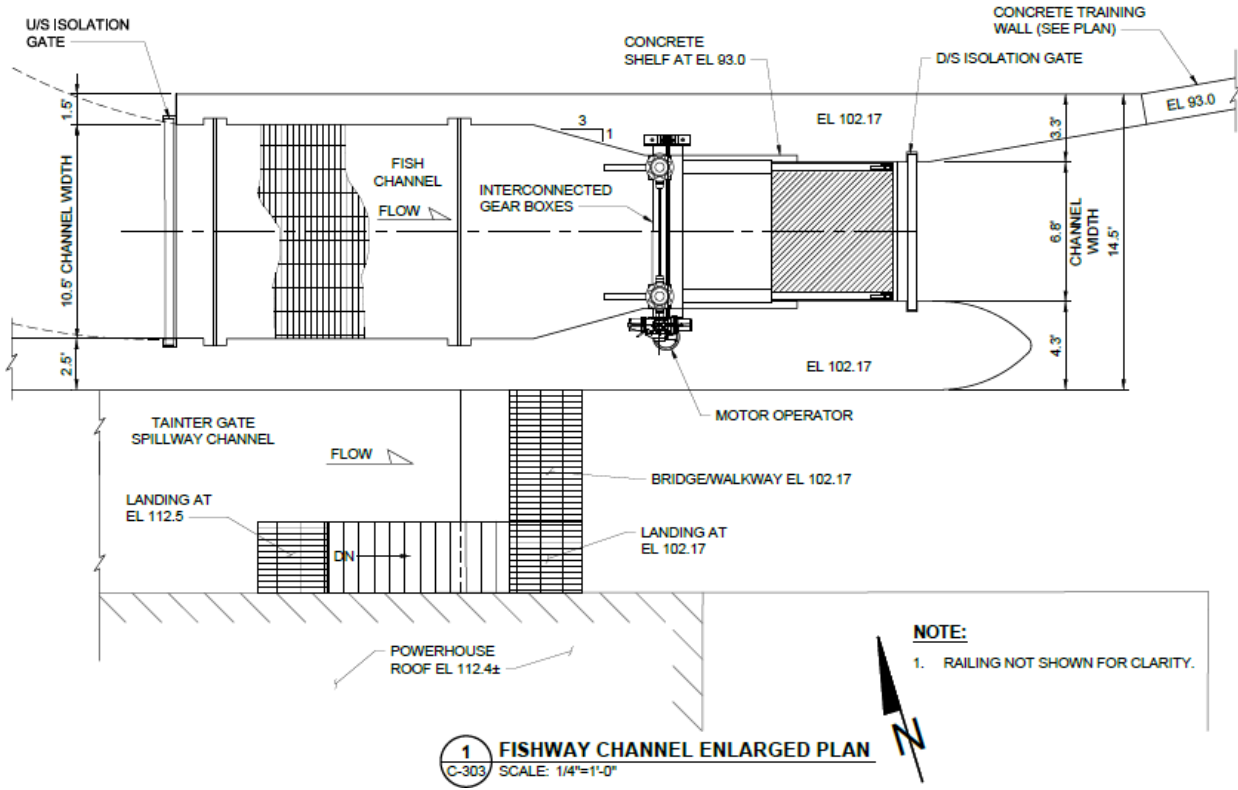 U/S ISOLATION
GATE
CONCRETE TRAINING
WALL (SEE PLAN)
CONCRETE
SHELF AT EL 93.0
D/S ISOLATION GATE
1.5'
EL 93.0
EL 102.17
3.3'
3
1
FISH
CHANNEL
FLOW
INTERCONNECTED
GEAR BOXES
10.5' CHANNEL WIDTH
6.8'
CHANNEL
WIDTH
14.5'
2.5'
EL 102.17
4.3'
MOTOR OPERATOR
TAINTER GATE
SPILLWAY CHANNEL
FLOW
BRIDGE/WALKWAY EL 102.17
LANDING AT
EL 112.5
LANDING AT
EL 102.17
DN
POWERHOUSE
ROOF EL 112.4±
NOTE:
1. RAILING NOT SHOWN FOR CLARITY.
N
1
C-303
FISHWAY CHANNEL ENLARGED PLAN
SCALE: 1/4"=1'-0"